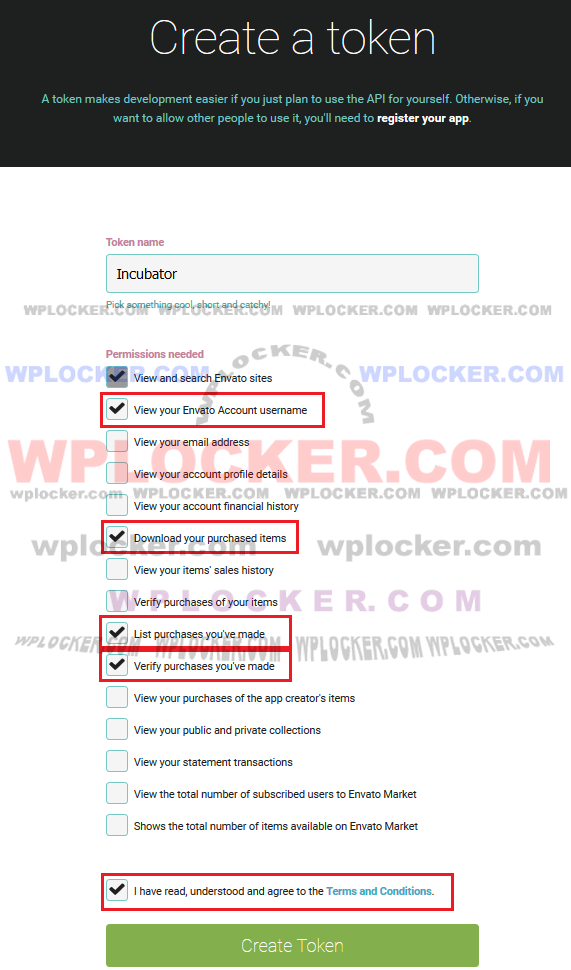 Create a token
A token makes development easier if you just plan to use the API for yourself. Otherwise, if you
want to allow other people to use it, you'll need to register your app.
Token name
Incubator
Pick something cool, short and catchy!
WPLOCKER.COM WPLOCKER.COM WPLOCKER.COM WPLOCKER.COM
Permissions needed
WPLOCKER.COM
WPLOCKER.COM
WPLOCKER.COM
View and search Envato sites
View your Envato Account username
View your email address
WPLOCKER.COM
View your account profile details
wplocker.com WPLOCKER.COM WPLOCKER.COM WPLOCKER.COM
View your account financial history
Download your purchased items
wplocker.com wplocker.com
View your items' sales history
Verify purchases of your items
WPLOCKER.COM
List purchases you've made
WPLOCKER.COM WPLOCKER.COM WPLOCKER.COM WPLOCKER.COM
Verify purchases you've made
View your purchases of the app creator's items
View your public and private collections
View your statement transactions
View the total number of subscribed users to Envato Market
Shows the total number of items available on Envato Market
I have read, understood and agree to the Terms and Conditions.
Create Token